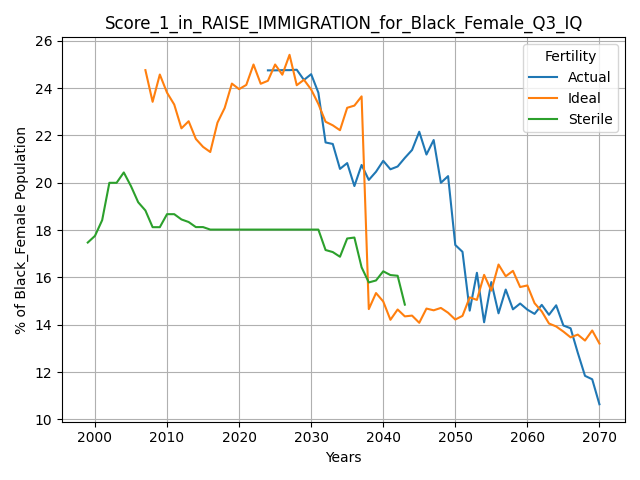 Score_1_in_RAISE_IMMIGRATION_for_Black_Female_Q3_IQ
% of Black_Female Population
26
24
22
20
18
16
14
12
10
Fertility
Actual
Ideal
Sterile
2000 2010 2020 2030 2040 2050 2060 2070
Years